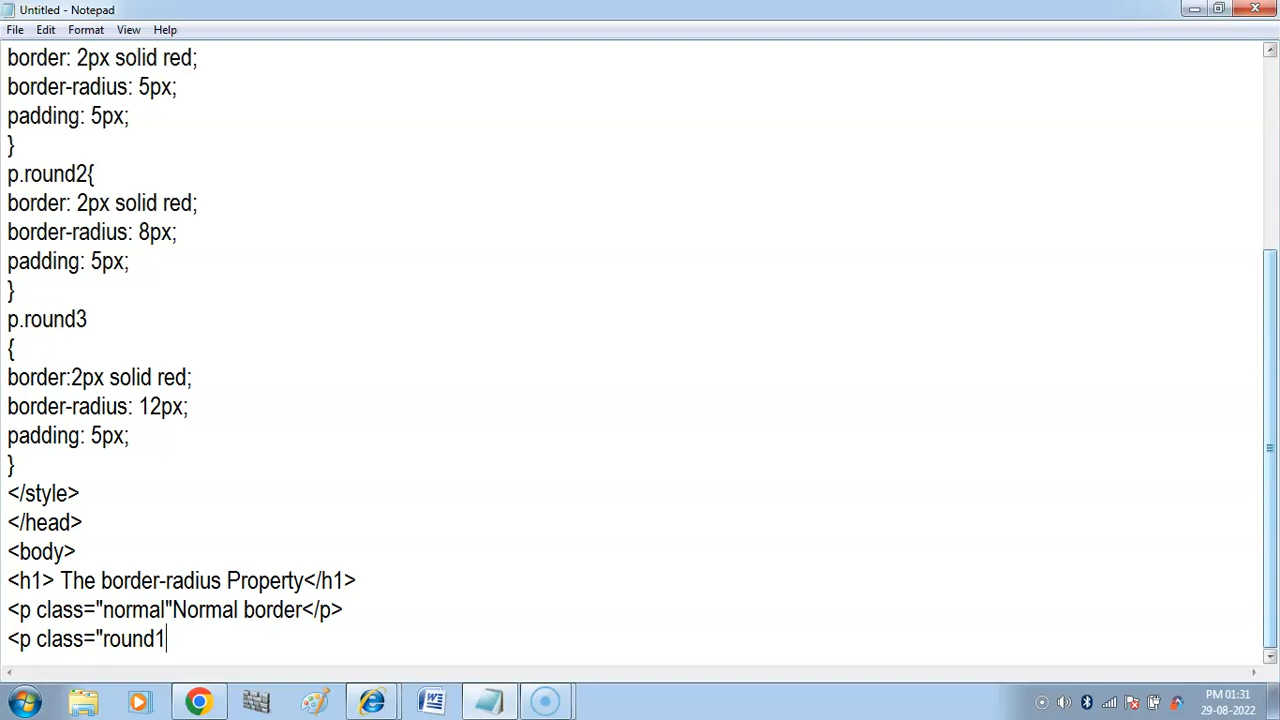 Untitled - Notepad
File Edit Format View Help
border: 2px solid red;
border-radius: 5px;
padding: 5px;
}
p.round2{
border: 2px solid red;
border-radius: 8px;
padding: 5px;
}
p.round3
{
border:2px solid red;
border-radius: 12px;
padding: 5px;
}
</style>
</head>
<body>
<h1> The border-radius Property</h1>
<p class="normal"Normal border</p>
<p class="round1
PM 01:31
29-08-2022